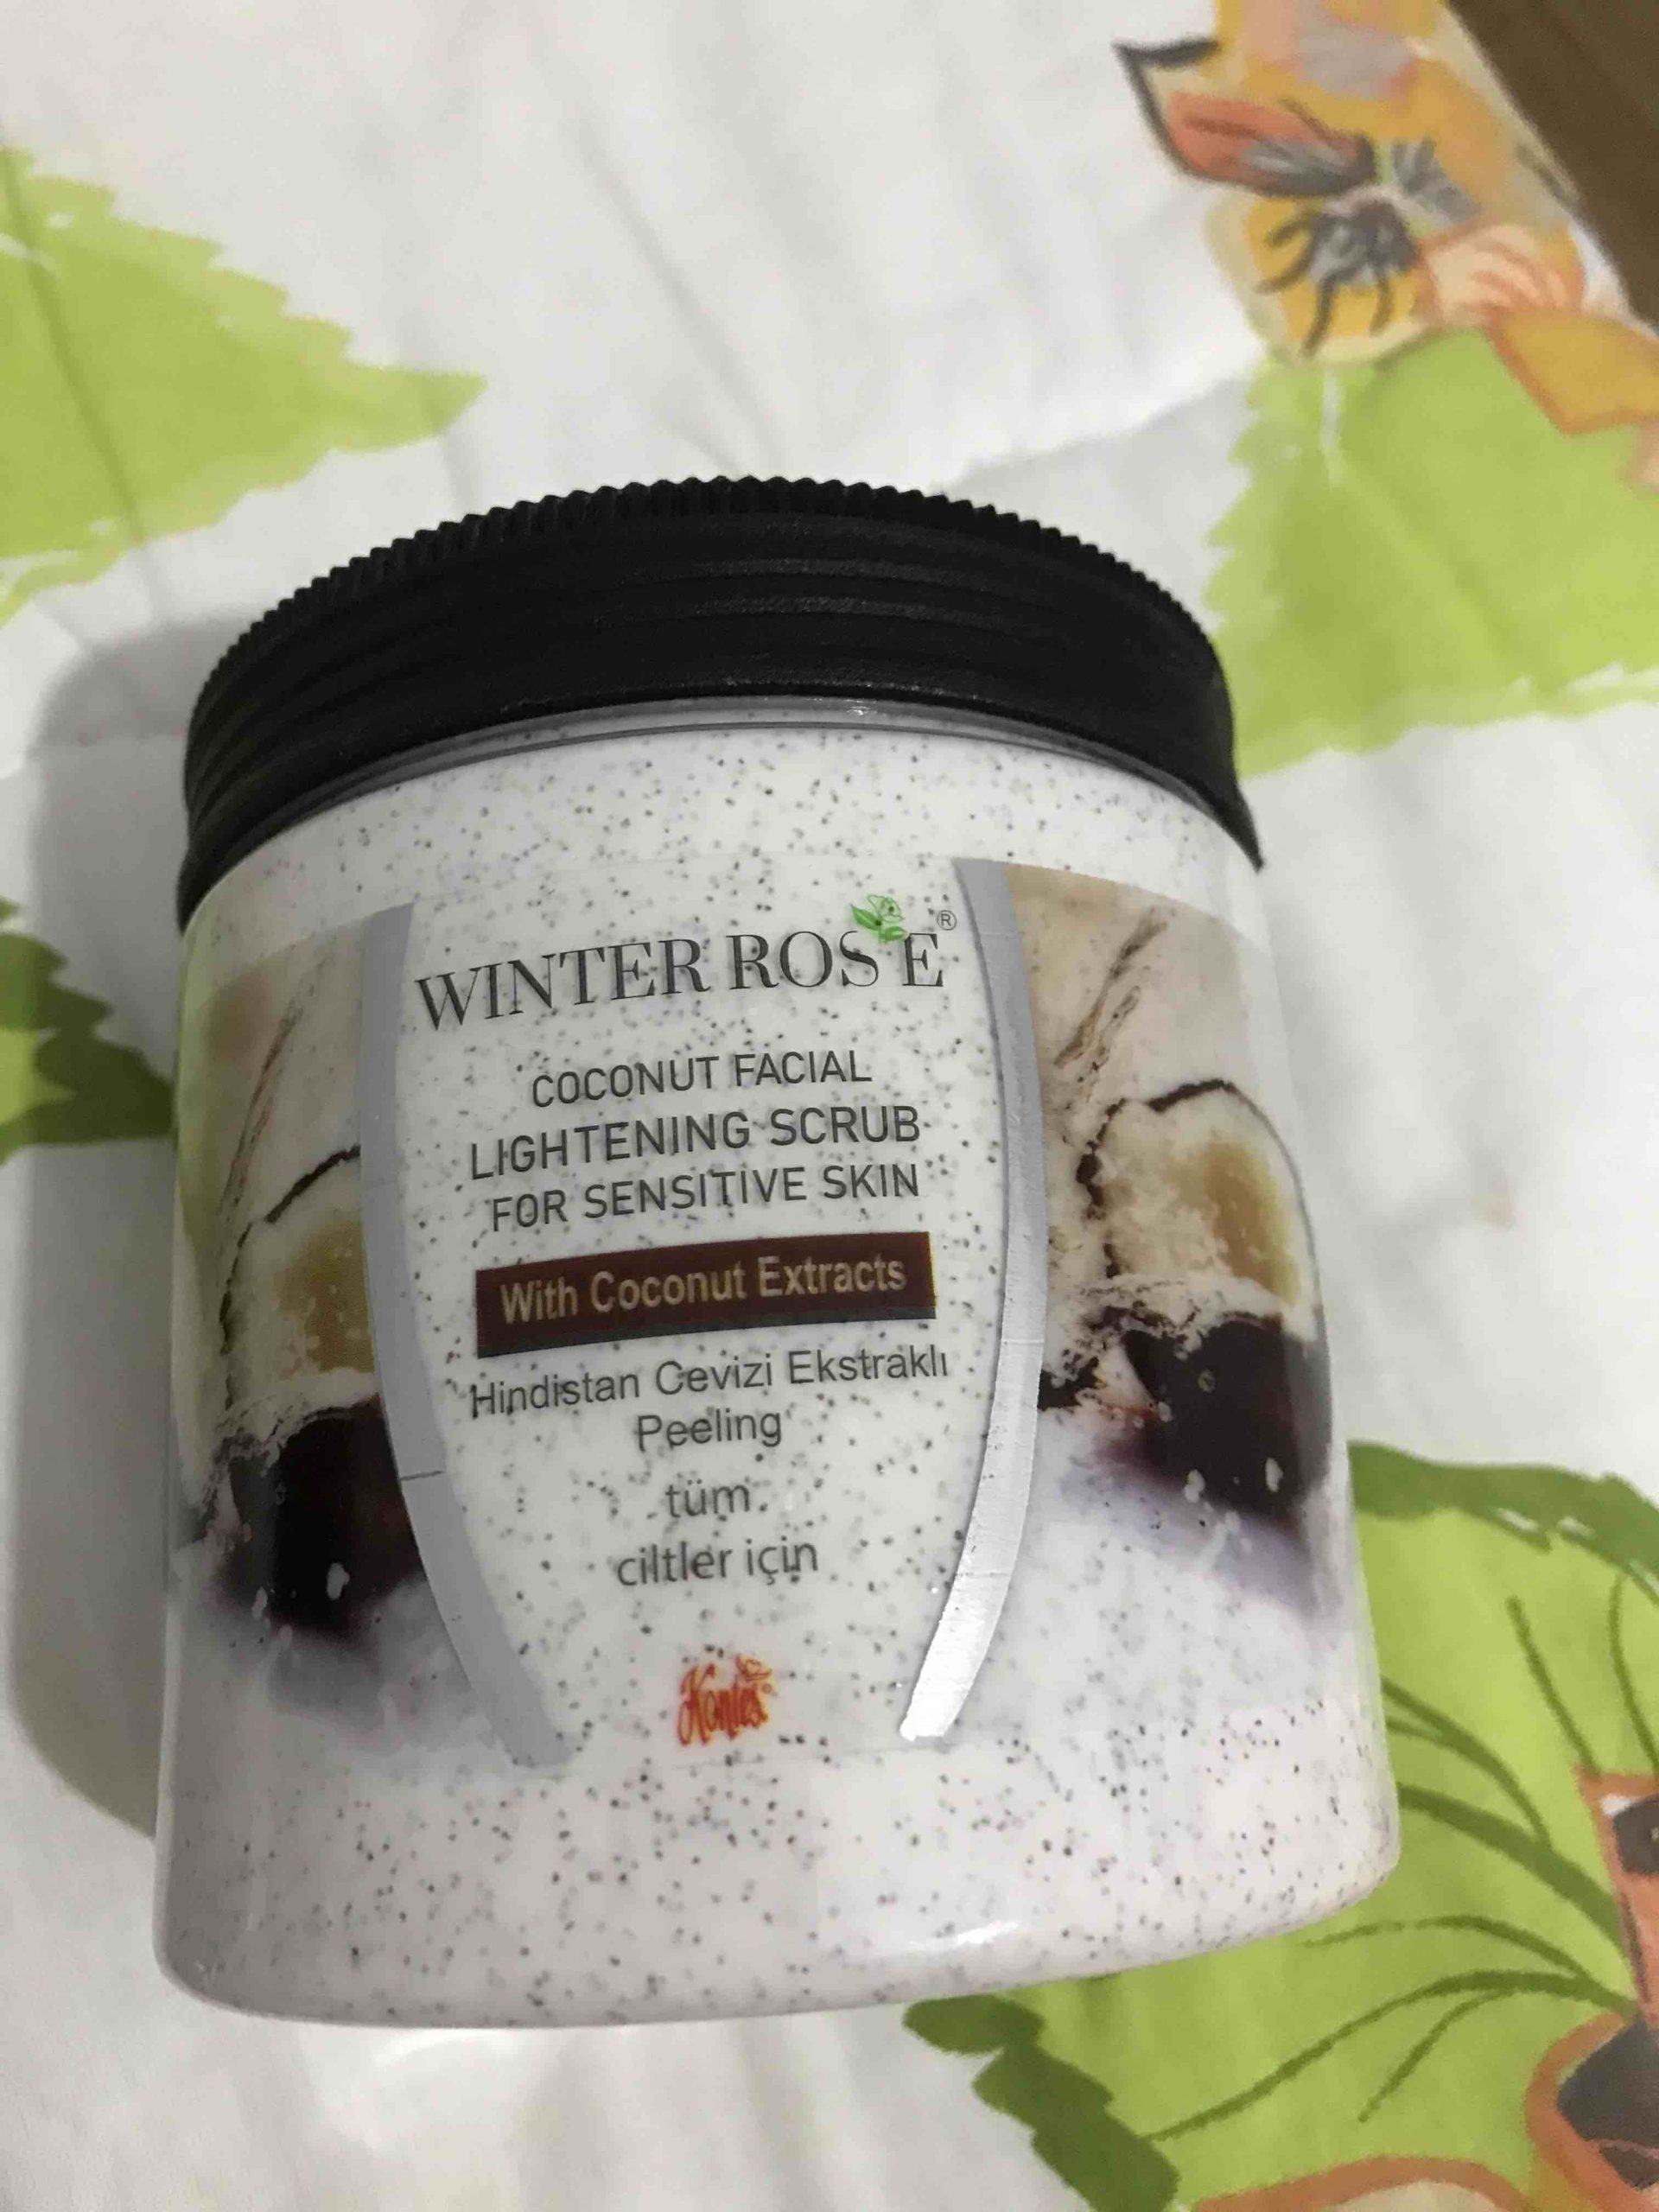 WINTER ROSE®
COCONUT FACIAL
LIGHTENING SCRUB
FOR SENSITIVE SKIN
With Coconut Extracts
Hindistan Cevizi Ekstraklı
Peeling
tüm
ciltler için